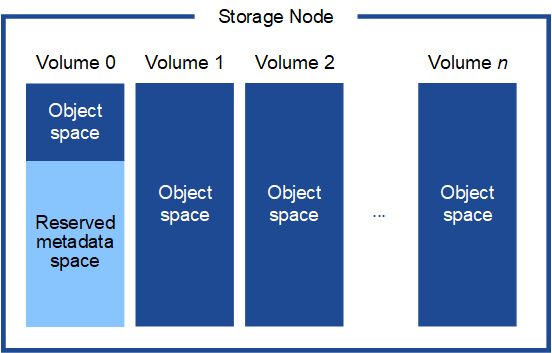 Storage Node
Volume 0
Volume 1
Volume 2
Volume n
Object
space
Reserved
metadata
space
Object
space
Object
space
...
Object
space